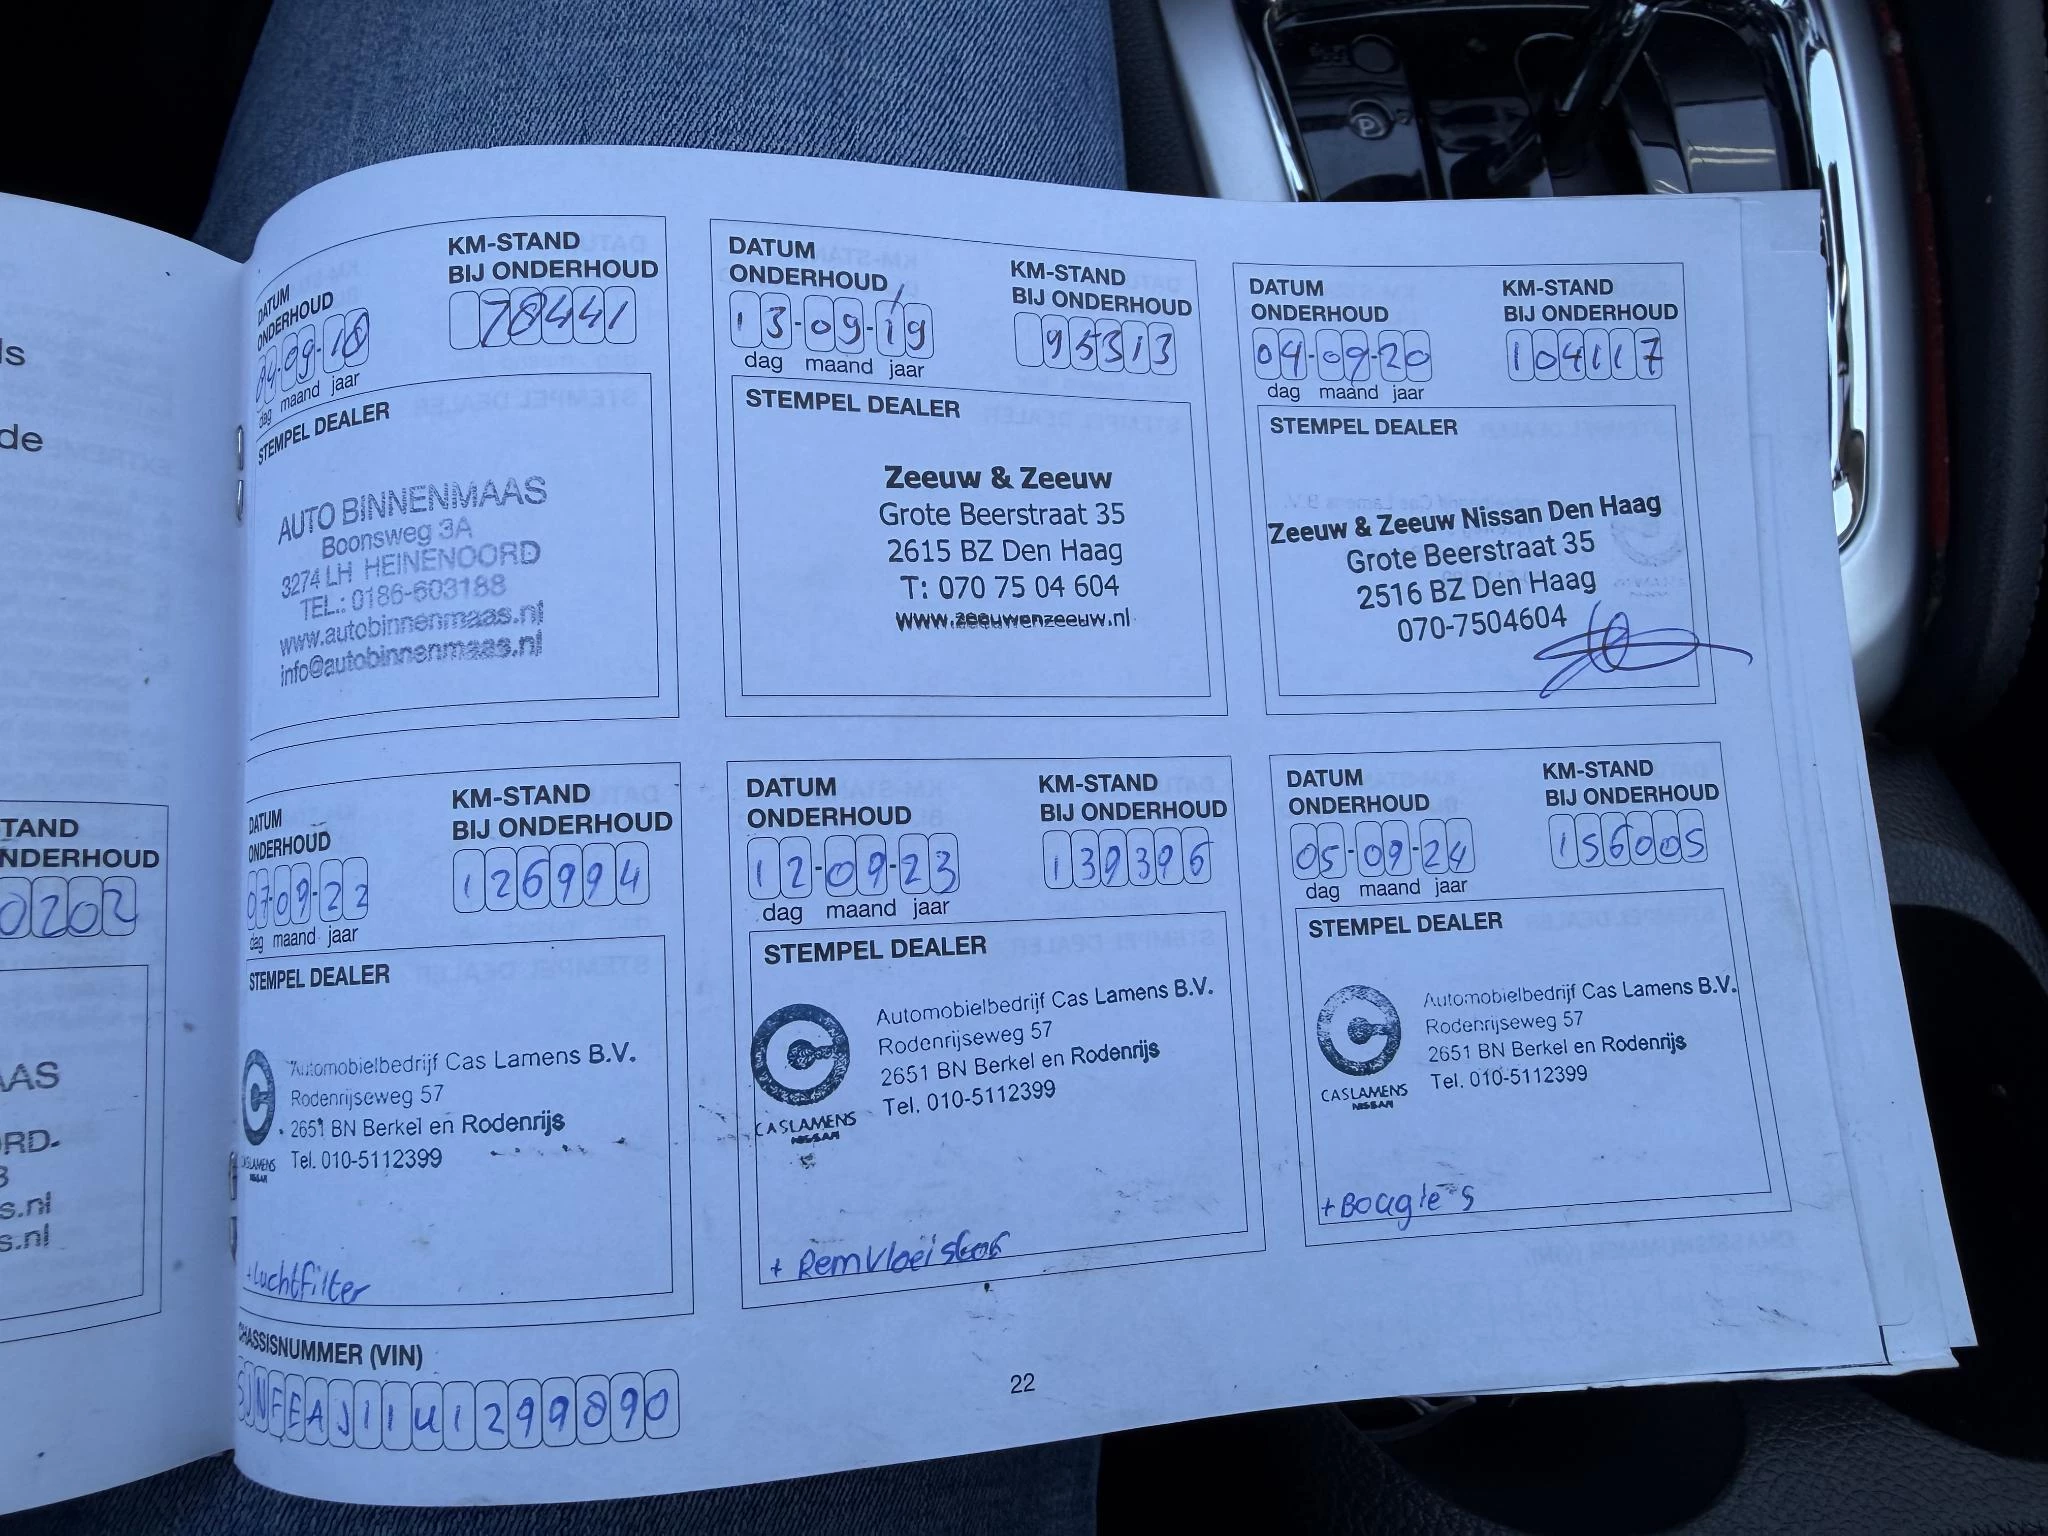 ls
de
TAND
NDERHOUD
0202
AAS
ORD-
3
s.nl
s.nl
DATUM
ONDERHOUD
04-09-18
dag maand jaar
KM-STAND
BIJ ONDERHOUD
78441
STEMPEL DEALER
AUTO BINNENMAAS
Boonsweg 3A
3274 LH HEINENOORD
TEL.: 0186-603188
www.autobinnenmaas.nl
info@autobinnenmaas.nl
DATUM
ONDERHOUD
13-09-19
dag maand jaar
KM-STAND
BIJ ONDERHOUD
95313
STEMPEL DEALER
Zeeuw & Zeeuw
Grote Beerstraat 35
2615 BZ Den Haag
T: 070 75 04 604
www.zeeuwenzeeuw.nl
DATUM
ONDERHOUD
04-09-20
dag maand jaar
KM-STAND
BIJ ONDERHOUD
104117
STEMPEL DEALER
Zeeuw & Zeeuw Nissan Den Haag
Grote Beerstraat 35
2516 BZ Den Haag
070-7504604
DATUM
ONDERHOUD
07-09-22
dag maand jaar
KM-STAND
BIJ ONDERHOUD
126994
STEMPEL DEALER
Automobielbedrijf Cas Lamens B.V.
Rodenrijseweg 57
2651 BN Berkel en Rodenrijs
Tel. 010-5112399
CASLAMENS
NISSAN
+Luchtfilter
DATUM
ONDERHOUD
12-09-23
dag maand jaar
KM-STAND
BIJ ONDERHOUD
139396
STEMPEL DEALER
Automobielbedrijf Cas Lamens B.V.
Rodenrijseweg 57
2651 BN Berkel en Rodenrijs
Tel. 010-5112399
CASLAMENS
NISSAN
+ Remvloeistof
DATUM
ONDERHOUD
05-09-24
dag maand jaar
KM-STAND
BIJ ONDERHOUD
156005
STEMPEL DEALER
Automobielbedrijf Cas Lamens B.V.
Rodenrijseweg 57
2651 BN Berkel en Rodenrijs
Tel. 010-5112399
CASLAMENS
NISSAN
+Bougie's
CHASSISNUMMER (VIN)
SJNFEAJ11U1299890
22
P